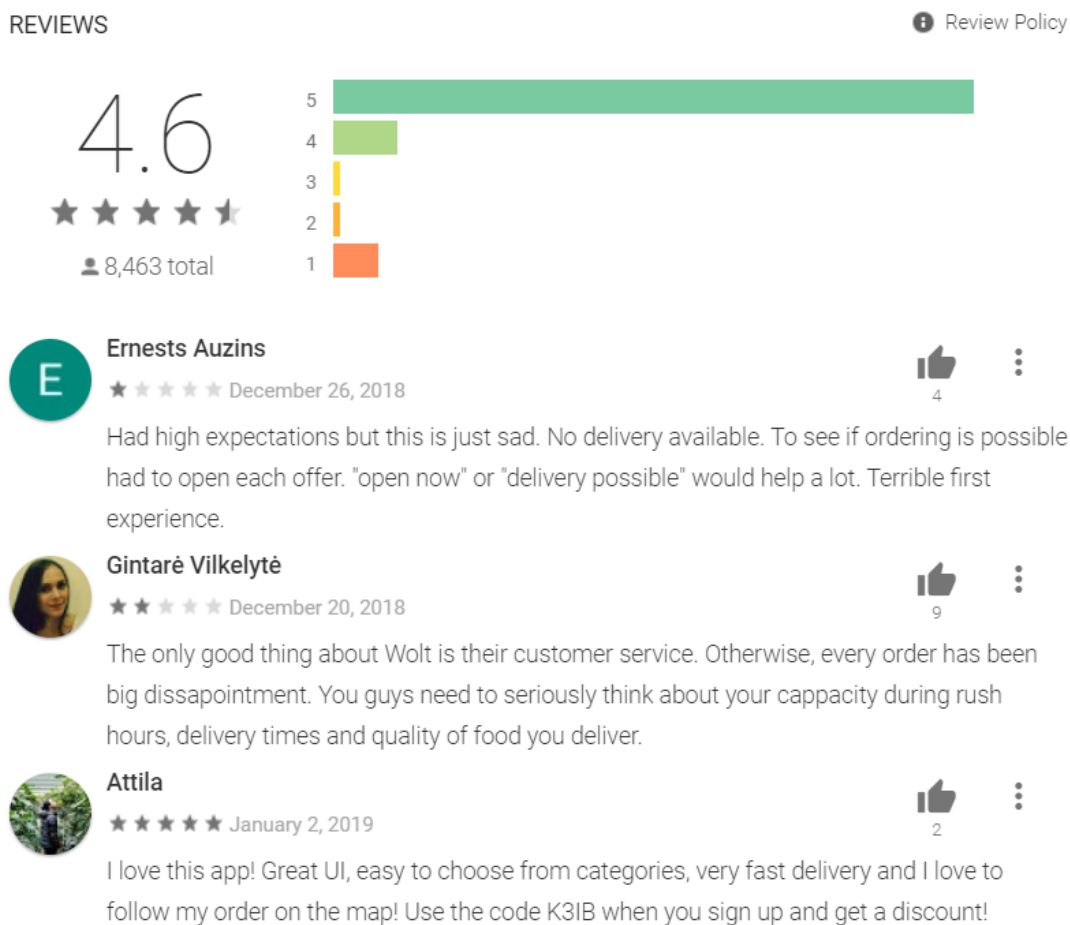 REVIEWS
Review Policy
4.6
8,463 total
5
4
3
2
1
E
Ernests Auzins
December 26, 2018
4
Had high expectations but this is just sad. No delivery available. To see if ordering is possible
had to open each offer. "open now" or "delivery possible" would help a lot. Terrible first
experience.
Gintarė Vilkelytė
December 20, 2018
9
The only good thing about Wolt is their customer service. Otherwise, every order has been
big dissapointment. You guys need to seriously think about your cappacity during rush
hours, delivery times and quality of food you deliver.
Attila
January 2, 2019
2
I love this app! Great UI, easy to choose from categories, very fast delivery and I love to
follow my order on the map! Use the code K3IB when you sign up and get a discount!